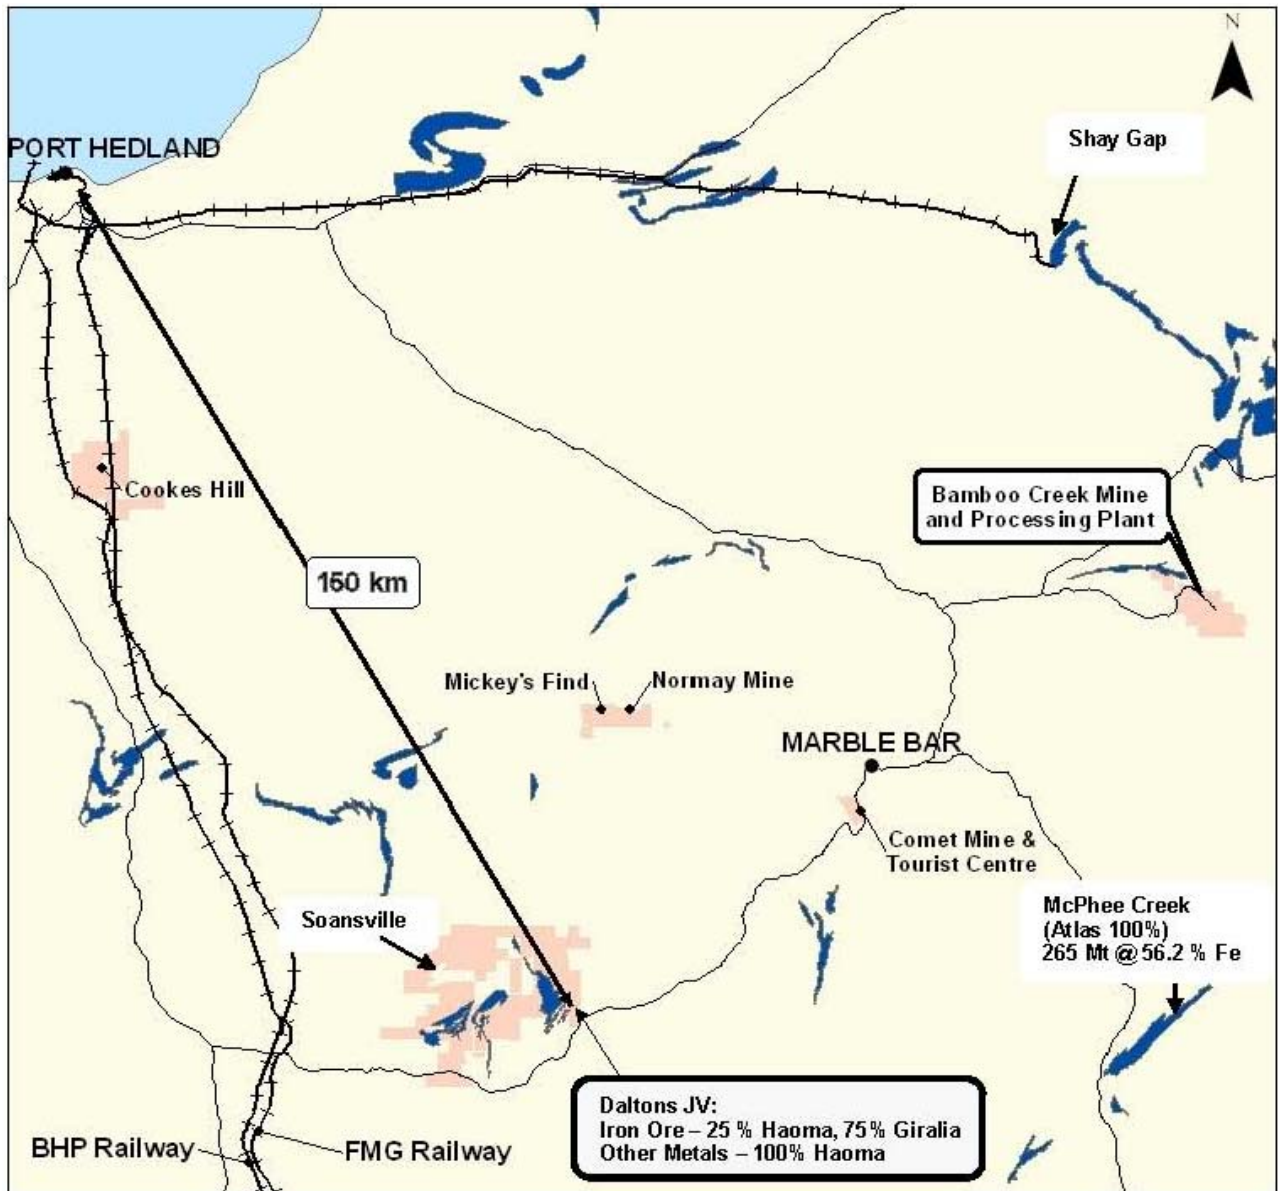 N
Shay Gap
PORT HEDLAND
Cookes Hill
Bamboo Creek Mine
and Processing Plant
150 km
Mickey's Find
Normay Mine
MARBLE BAR
Comet Mine &
Tourist Centre
Soansville
McPhee Creek
(Atlas 100%)
265 Mt @ 56.2 % Fe
Daltons JV:
Iron Ore – 25 % Haoma, 75% Giralia
Other Metals – 100% Haoma
BHP Railway
FMG Railway